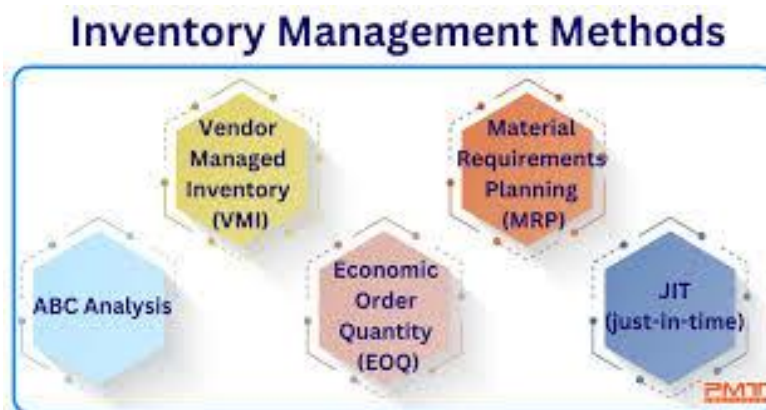 Inventory Management Methods
Vendor
Managed
Inventory
(VMI)
Material
Requirements
Planning
(MRP)
ABC Analysis
Economic
Order
Quantity
(EOQ)
JIT
(just-in-time)